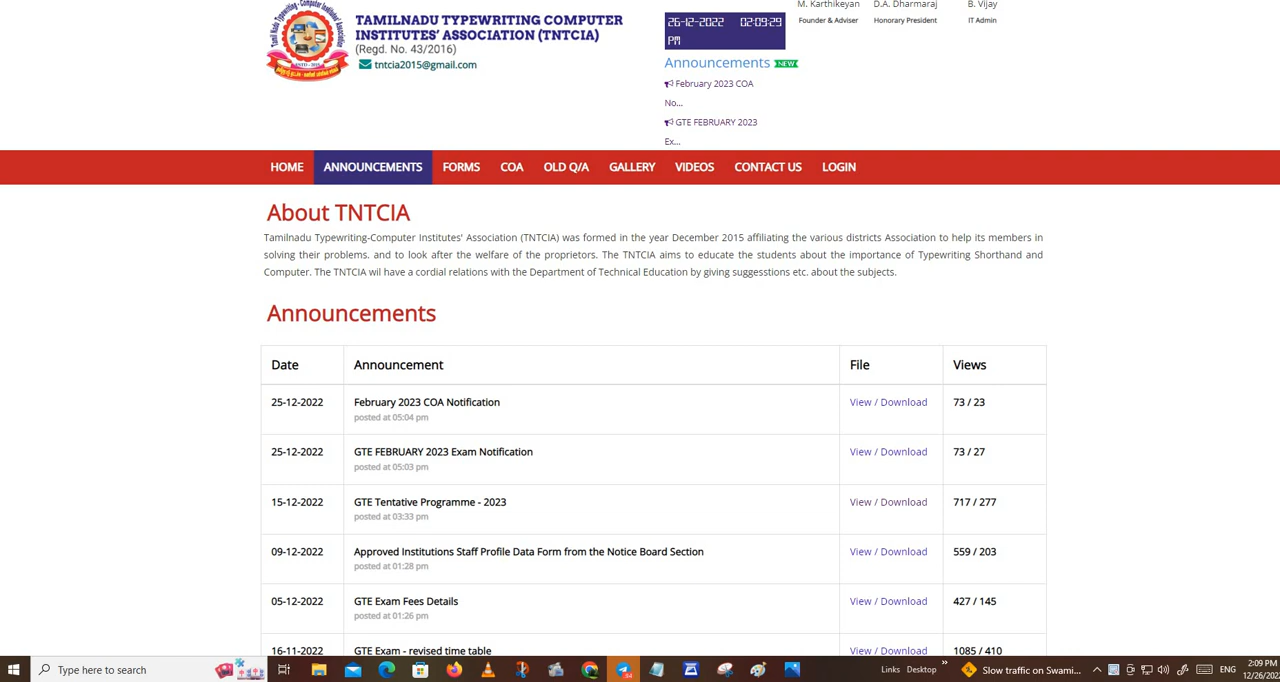 M. Karthikeyan D.A. Dharmaraj B. Vijay
Founder & Adviser Honorary President IT Admin
TAMILNADU TYPEWRITING COMPUTER
INSTITUTES’ ASSOCIATION (TNTCIA)
(Regd. No. 43/2016)
tntcia2015@gmail.com
26-12-2022 02:09:29
PM
Announcements NEW
February 2023 COA
No...
GTE FEBRUARY 2023
Ex...
HOME ANNOUNCEMENTS FORMS COA OLD Q/A GALLERY VIDEOS CONTACT US LOGIN
About TNTCIA
Tamilnadu Typewriting-Computer Institutes' Association (TNTCIA) was formed in the year December 2015 affiliating the various districts Association to help its members in
solving their problems. and to look after the welfare of the proprietors. The TNTCIA aims to educate the students about the importance of Typewriting Shorthand and
Computer. The TNTCIA wil have a cordial relations with the Department of Technical Education by giving suggesstions etc. about the subjects.
Announcements
Date Announcement File Views
25-12-2022 February 2023 COA Notification View / Download 73 / 23
posted at 05:04 pm
25-12-2022 GTE FEBRUARY 2023 Exam Notification View / Download 73 / 27
posted at 05:03 pm
15-12-2022 GTE Tentative Programme - 2023 View / Download 717 / 277
posted at 03:33 pm
09-12-2022 Approved Institutions Staff Profile Data Form from the Notice Board Section View / Download 559 / 203
posted at 01:28 pm
05-12-2022 GTE Exam Fees Details View / Download 427 / 145
posted at 01:26 pm
16-11-2022 GTE Exam - revised time table View / Download 1085 / 410
Type here to search Links Desktop Slow traffic on Swami... ENG 2:09 PM
12/26/202